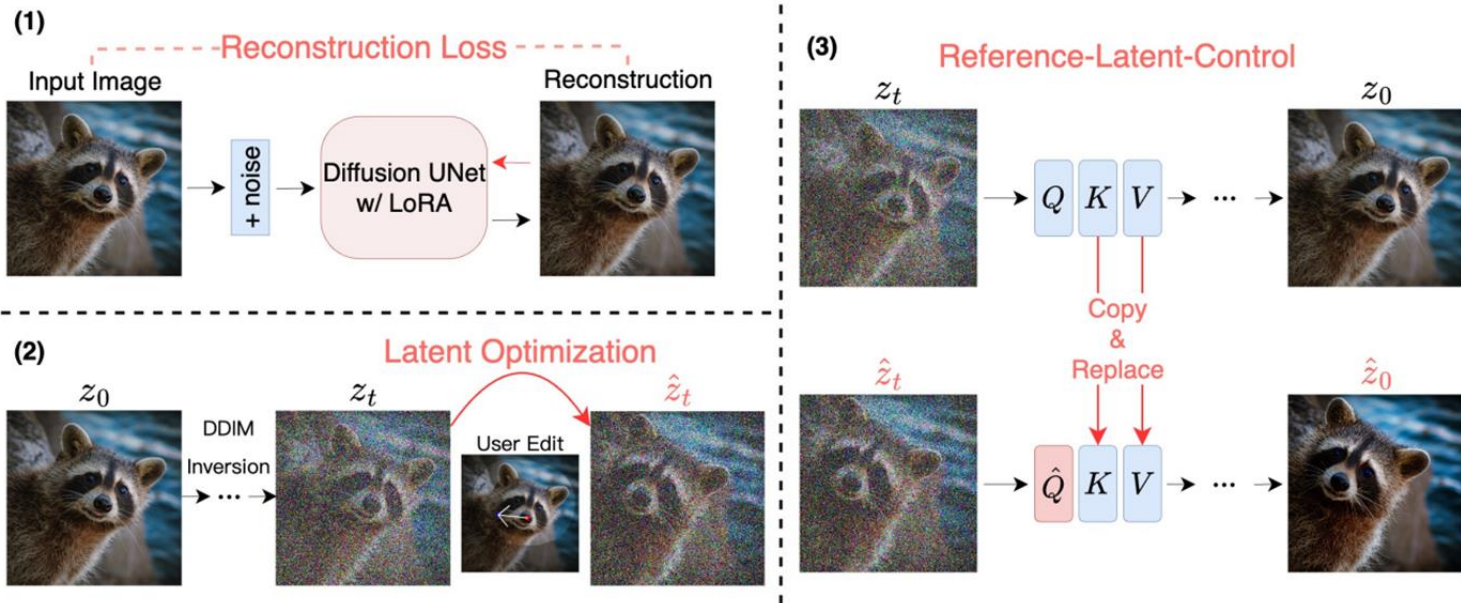 (1)
Reconstruction Loss
Input Image
Reconstruction
+ noise
Diffusion UNet
w/ LoRA
(2)
Latent Optimization
z₀
DDIM
Inversion
...
zₜ
User Edit
ẑₜ
(3)
Reference-Latent-Control
zₜ
z₀
Q K V ...
Copy
&
Replace
ẑₜ
ẑ₀
Q̂ K V ...